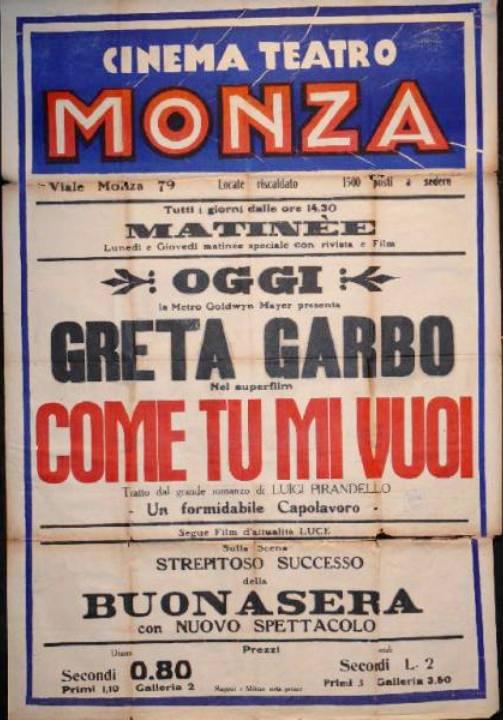 CINEMA TEATRO
MONZA
Viale Monza 79 Locale riscaldato 1500 posti a sedere
Tutti i giorni dalle ore 14.30
MATINÈE
Lunedì e Giovedì matinée speciale con rivista e Film
OGGI
la Metro Goldwyn Mayer presenta
GRETA GARBO
Nel superfilm
COME TU MI VUOI
Tratto dal grande romanzo di LUIGI PIRANDELLO
- Un formidabile Capolavoro -
Segue Film d'attualità LUCE
Sulla Scena
STREPITOSO SUCCESSO
della
BUONASERA
con NUOVO SPETTACOLO
Prezzi
Secondi 0.80 Secordi L. 2
Primi 1,10 Galleria 2 Primi 3 Galleria 3.50